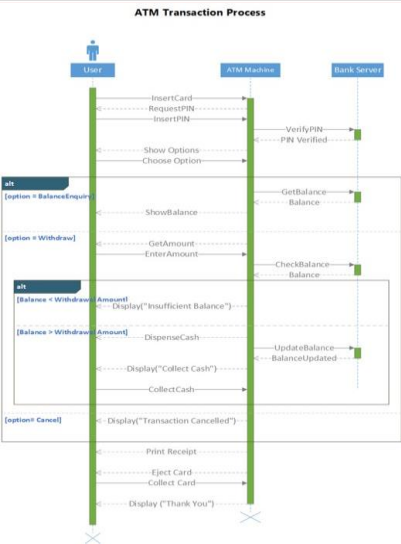 ATM Transaction Process
User
ATM Machine
Bank Server
InsertCard
RequestPIN
InsertPIN
VerifyPIN
PIN Verified
Show Options
Choose Option
alt
[option = BalanceEnquiry]
GetBalance
Balance
ShowBalance
[option = Withdraw]
GetAmount
EnterAmount
CheckBalance
Balance
alt
[Balance < Withdrawal Amount]
Display("Insufficient Balance")
[Balance > Withdrawal Amount]
DispenseCash
UpdateBalance
BalanceUpdated
Display("Collect Cash")
CollectCash
[option= Cancel]
Display("Transaction Cancelled")
Print Receipt
Eject Card
Collect Card
Display ("Thank You")